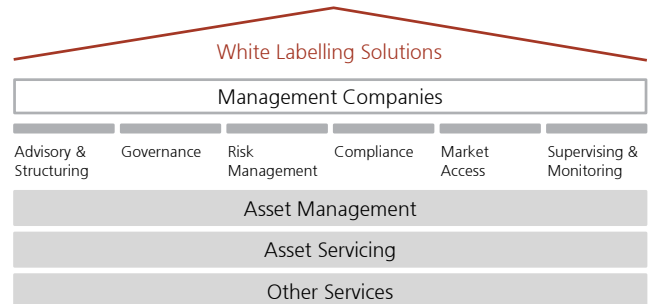 White Labelling Solutions
Management Companies
Advisory &
Structuring
Governance
Risk
Management
Compliance
Market
Access
Supervising &
Monitoring
Asset Management
Asset Servicing
Other Services